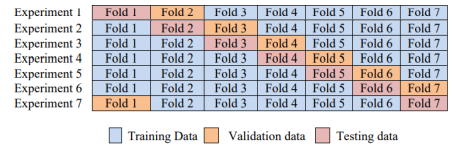 Experiment 1 Fold 1 Fold 2 Fold 3 Fold 4 Fold 5 Fold 6 Fold 7
Experiment 2 Fold 1 Fold 2 Fold 3 Fold 4 Fold 5 Fold 6 Fold 7
Experiment 3 Fold 1 Fold 2 Fold 3 Fold 4 Fold 5 Fold 6 Fold 7
Experiment 4 Fold 1 Fold 2 Fold 3 Fold 4 Fold 5 Fold 6 Fold 7
Experiment 5 Fold 1 Fold 2 Fold 3 Fold 4 Fold 5 Fold 6 Fold 7
Experiment 6 Fold 1 Fold 2 Fold 3 Fold 4 Fold 5 Fold 6 Fold 7
Experiment 7 Fold 1 Fold 2 Fold 3 Fold 4 Fold 5 Fold 6 Fold 7
Training Data Validation data Testing data